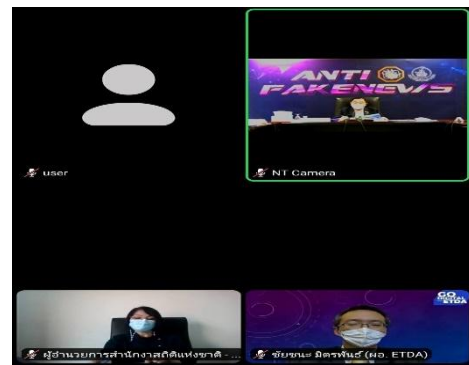 ANTI
FAKENEWS
user
NT Camera
GO
DIGITAL
ETDA
ผู้อำนวยการสำนักงาสถิติแห่งชาติ - ...
ชัยชนะ มิตรพันธ์ (ผอ. ETDA)